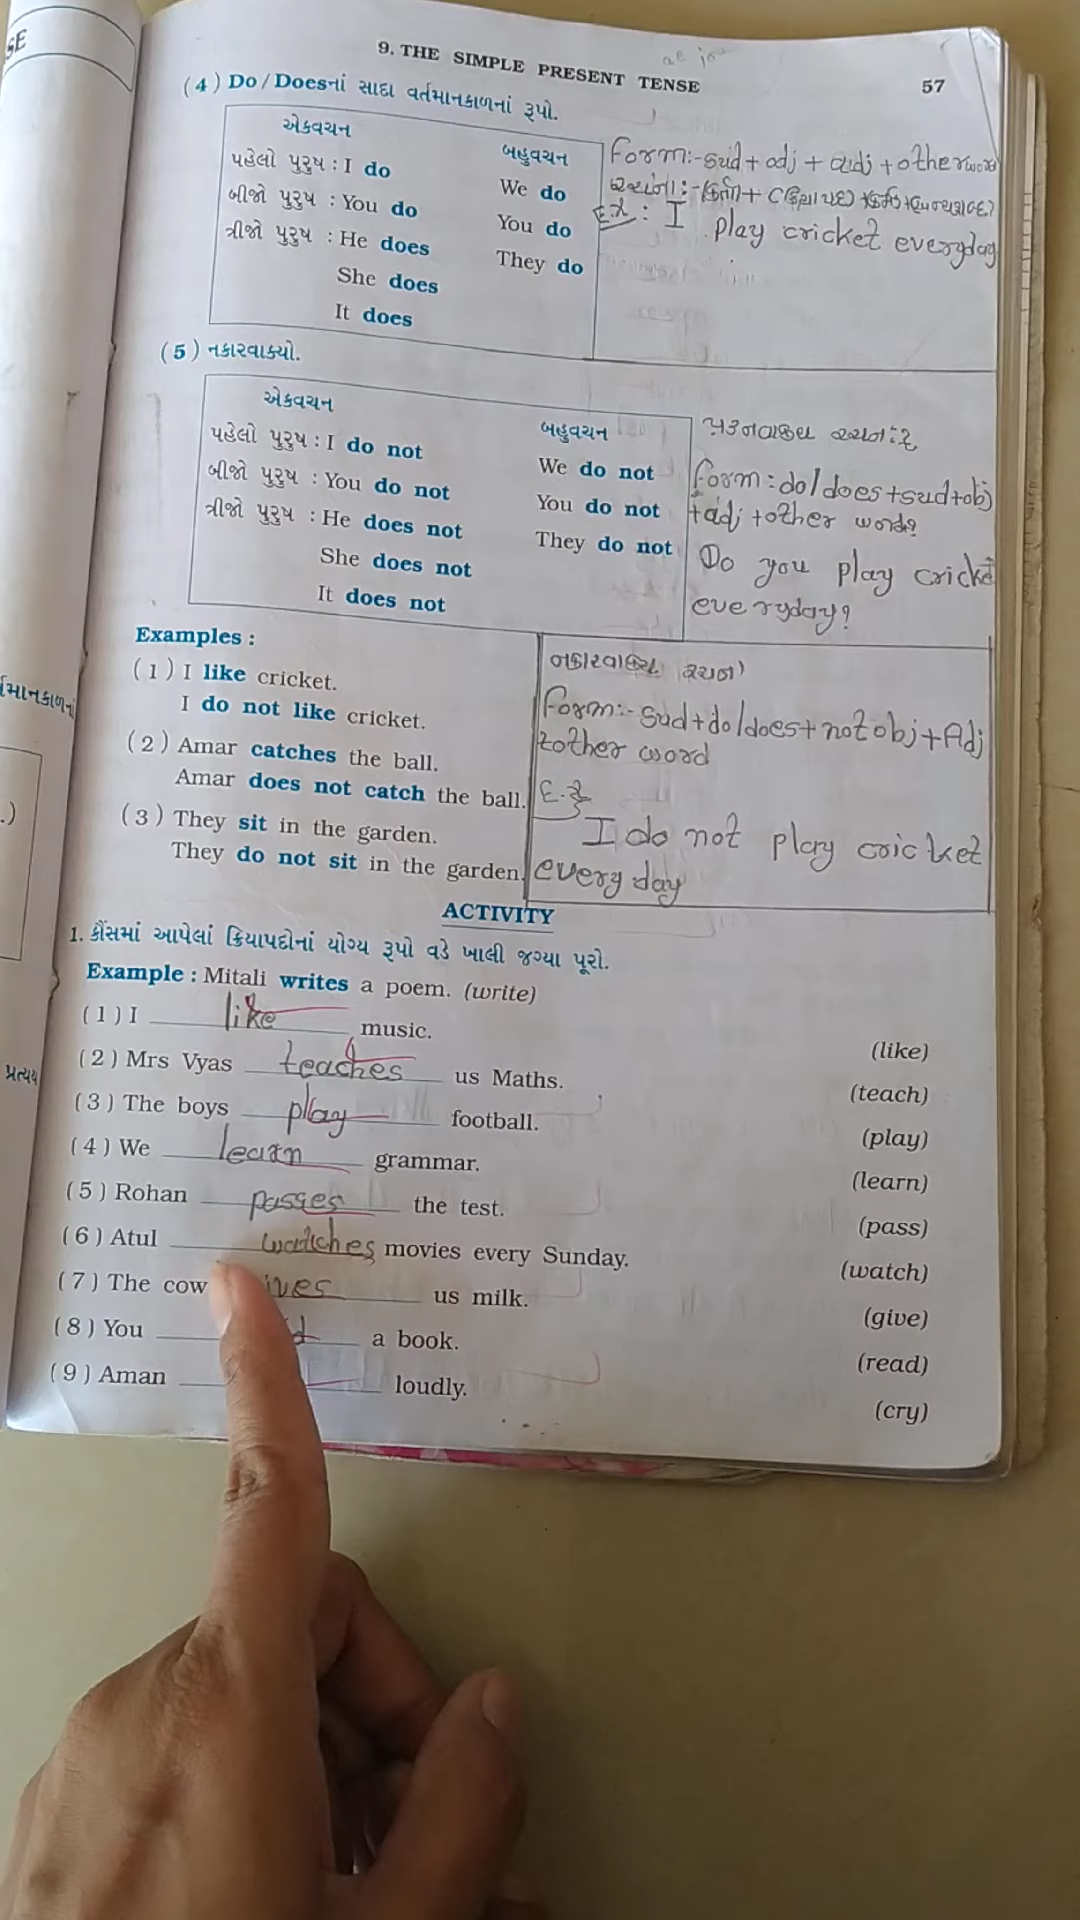 SE
9. THE SIMPLE PRESENT TENSE
57
(4) Do / Doesનાં સાદા વર્તમાનકાળનાં રૂપો.
એકવચન
બહુવચન
પહેલો પુરુષ : I do
We do
બીજો પુરુષ : You do
You do
ત્રીજો પુરુષ : He does
They do
She does
It does
Form:- sud + adj + + other
Ex : I play cricket everyday
(5) નકારવાક્યો.
એકવચન
બહુવચન
પહેલો પુરુષ : I do not
We do not
બીજો પુરુષ : You do not
You do not
ત્રીજો પુરુષ : He does not
They do not
She does not
It does not
Form: do/does+sud+obj
+adj +other word?
Do you play cricket
everyday?
Examples :
(1) I like cricket.
I do not like cricket.
(2) Amar catches the ball.
Amar does not catch the ball.
(3) They sit in the garden.
They do not sit in the garden.
નકારવાક્ય
Form:- sud+do/does+not obj+Adj
+other word
E.x
I do not play cricket
every day
ACTIVITY
1. કૌંસમાં આપેલાં ક્રિયાપદોનાં યોગ્ય રૂપો વડે ખાલી જગ્યા પૂરો.
Example : Mitali writes a poem. (write)
(1) I like music. (like)
(2) Mrs Vyas teaches us Maths. (teach)
(3) The boys play football. (play)
(4) We learn grammar. (learn)
(5) Rohan passes the test. (pass)
(6) Atul watches movies every Sunday. (watch)
(7) The cow ives us milk. (give)
(8) You d a book. (read)
(9) Aman loudly. (cry)
પ્રત્યય